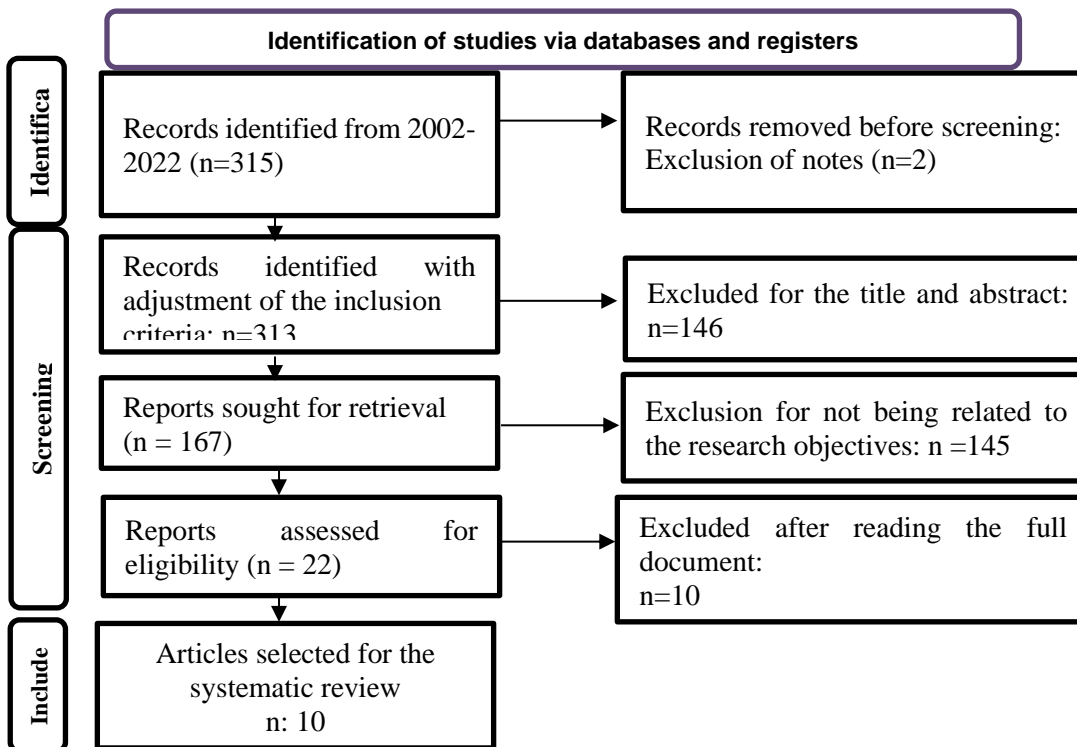 Identification of studies via databases and registers
Identifica
Records identified from 2002-
2022 (n=315)
Records removed before screening:
Exclusion of notes (n=2)
Screening
Records identified with
adjustment of the inclusion
criteria: n=313
Excluded for the title and abstract:
n=146
Reports sought for retrieval
(n = 167)
Exclusion for not being related to
the research objectives: n =145
Reports assessed for
eligibility (n = 22)
Excluded after reading the full
document:
n=10
Include
Articles selected for the
systematic review
n: 10